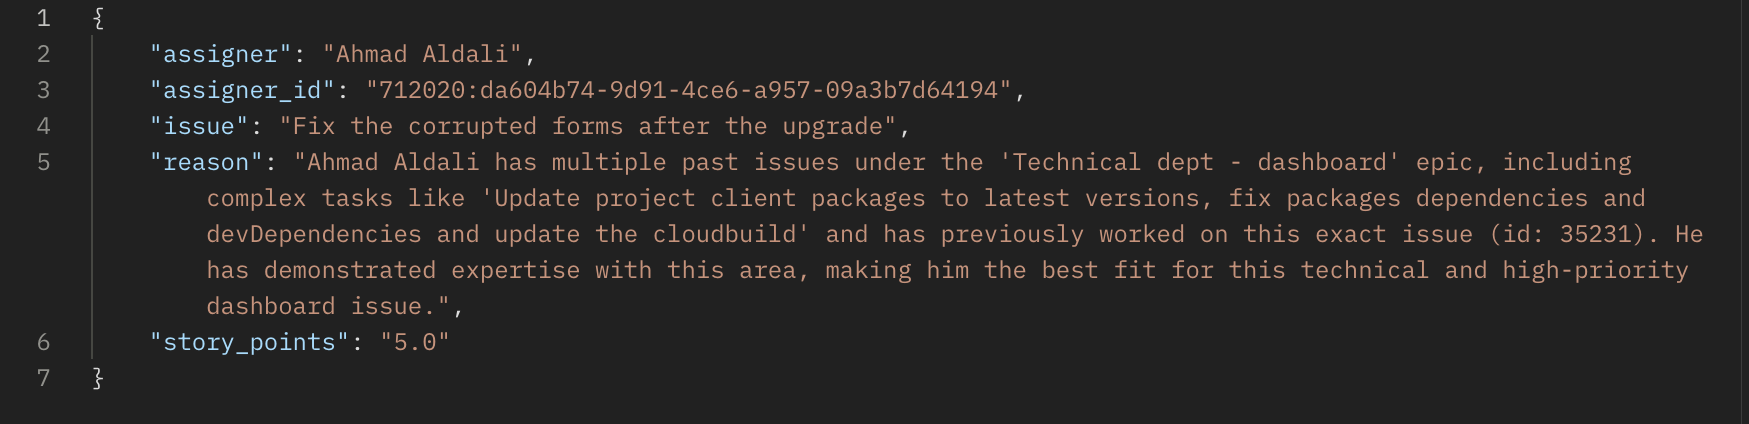 1 {
2 "assigner": "Ahmad Aldali",
3 "assigner_id": "712020:da604b74-9d91-4ce6-a957-09a3b7d64194",
4 "issue": "Fix the corrupted forms after the upgrade",
5 "reason": "Ahmad Aldali has multiple past issues under the 'Technical dept - dashboard' epic, including
complex tasks like 'Update project client packages to latest versions, fix packages dependencies and
devDependencies and update the cloudbuild' and has previously worked on this exact issue (id: 35231). He
has demonstrated expertise with this area, making him the best fit for this technical and high-priority
dashboard issue.",
6 "story_points": "5.0"
7 }